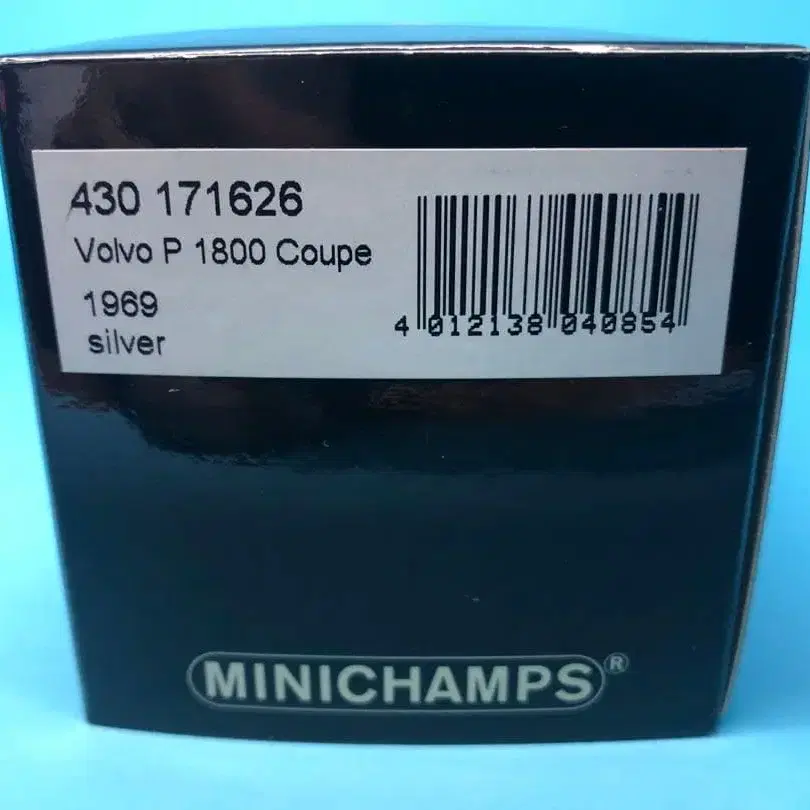 430 171626
Volvo P 1800 Coupe
1969
silver
4 012138 040854
MINICHAMPS®